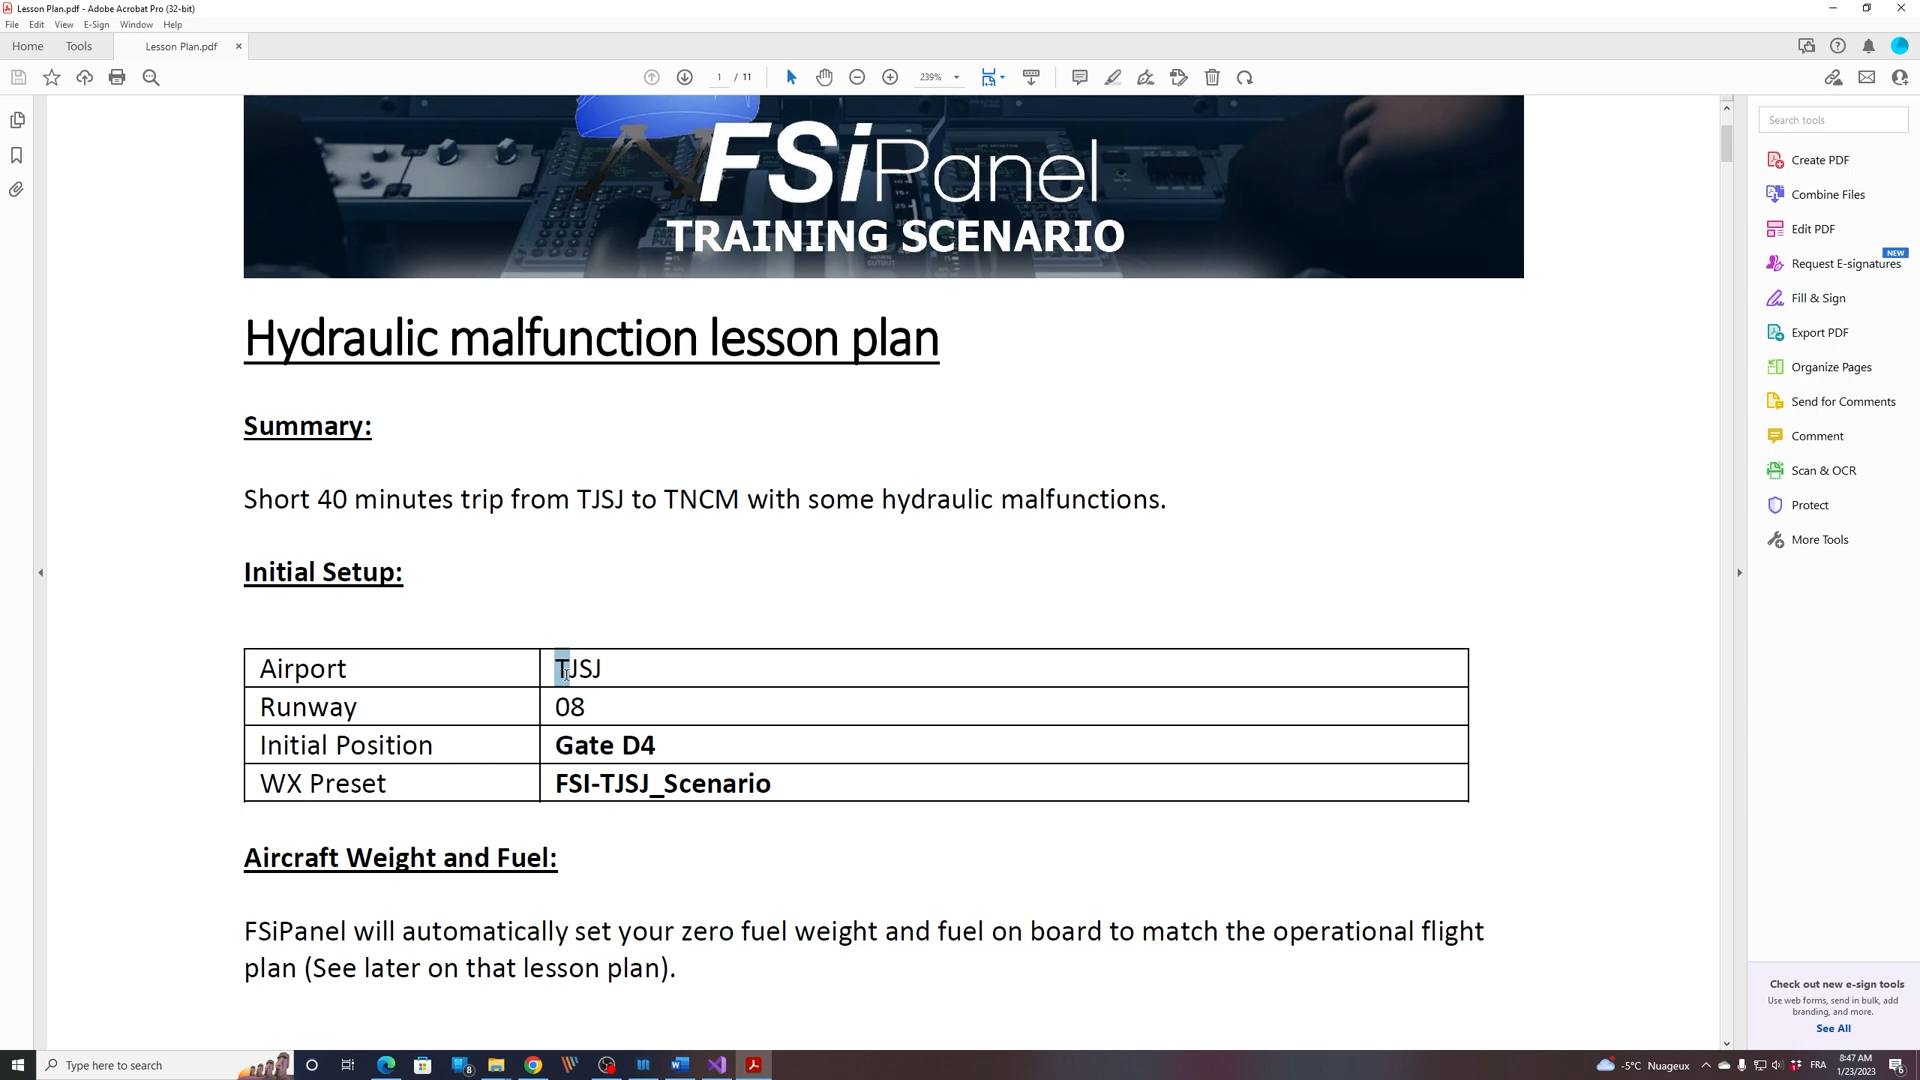 Lesson Plan.pdf - Adobe Acrobat Pro (32-bit)
File Edit View E-Sign Window Help
Home Tools Lesson Plan.pdf ×
1 / 11 239%
Search tools
FSiPanel
TRAINING SCENARIO
Create PDF
Combine Files
Edit PDF
NEW
Request E-signatures
Fill & Sign
Export PDF
Organize Pages
Send for Comments
Comment
Scan & OCR
Protect
More Tools
Hydraulic malfunction lesson plan
Summary:
Short 40 minutes trip from TJSJ to TNCM with some hydraulic malfunctions.
Initial Setup:
Airport TJSJ
Runway 08
Initial Position Gate D4
WX Preset FSI-TJSJ_Scenario
Aircraft Weight and Fuel:
FSiPanel will automatically set your zero fuel weight and fuel on board to match the operational flight
plan (See later on that lesson plan).
Check out new e-sign tools
Use web forms, send in bulk, add
branding, and more.
See All
Type here to search
8
-5°C Nuageux
FRA
8:47 AM
1/23/2023
6